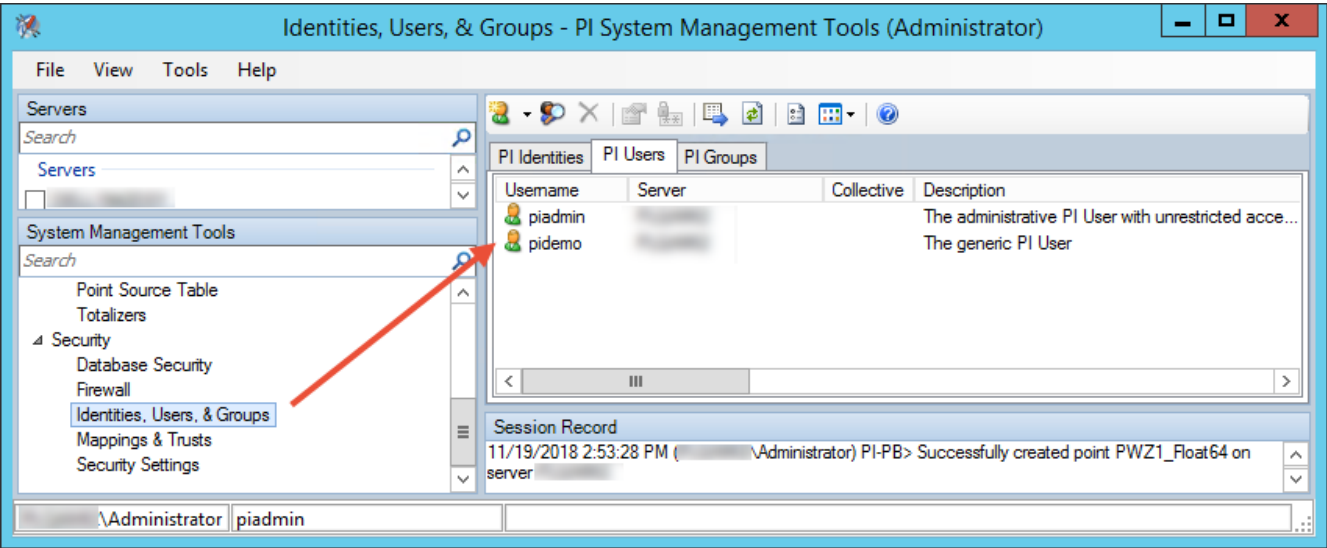 Identities, Users, & Groups - PI System Management Tools (Administrator)
File View Tools Help
Servers
Search
Servers
System Management Tools
Search
Point Source Table
Totalizers
Security
Database Security
Firewall
Identities, Users, & Groups
Mappings & Trusts
Security Settings
PI Identities PI Users PI Groups
Username Server Collective Description
piadmin The administrative PI User with unrestricted acce...
pidemo The generic PI User
Session Record
11/19/2018 2:53:28 PM ( \Administrator) PI-PB> Successfully created point PWZ1_Float64 on
server
\Administrator piadmin